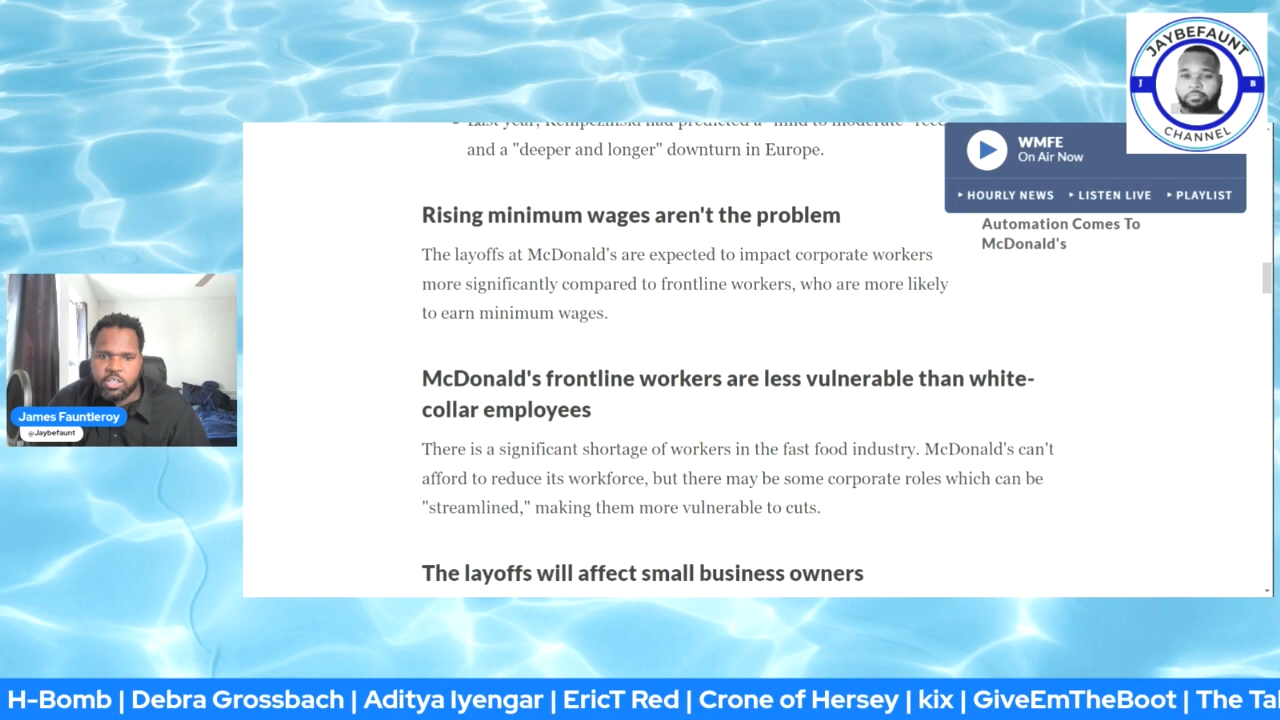 JAYBEFAUNT
J
B
CHANNEL
and a "deeper and longer" downturn in Europe.
WMFE
On Air Now
HOURLY NEWS
LISTEN LIVE
PLAYLIST
Automation Comes To
McDonald's
Rising minimum wages aren't the problem
The layoffs at McDonald's are expected to impact corporate workers
more significantly compared to frontline workers, who are more likely
to earn minimum wages.
McDonald's frontline workers are less vulnerable than white-
collar employees
There is a significant shortage of workers in the fast food industry. McDonald's can't
afford to reduce its workforce, but there may be some corporate roles which can be
"streamlined," making them more vulnerable to cuts.
The layoffs will affect small business owners
James Fauntleroy
@Jaybefaunt
H-Bomb | Debra Grossbach | Aditya Iyengar | EricT Red | Crone of Hersey | kix | GiveEmTheBoot | The